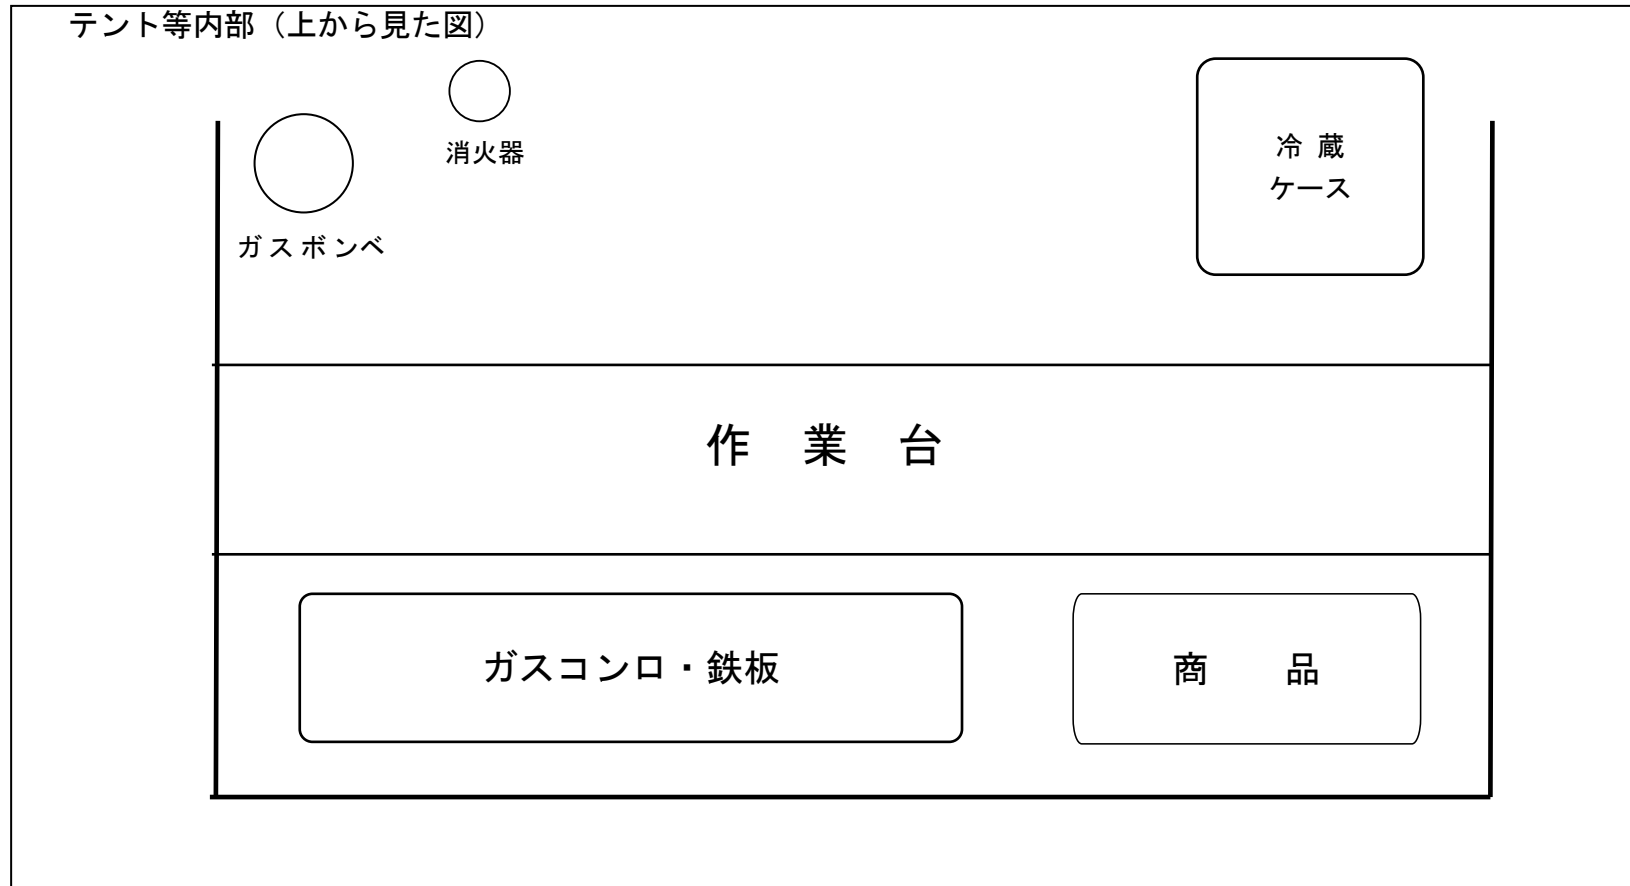 テント等内部（上から見た図）
消火器
ガスボンベ
冷蔵
ケース
作業台
ガスコンロ・鉄板
商品